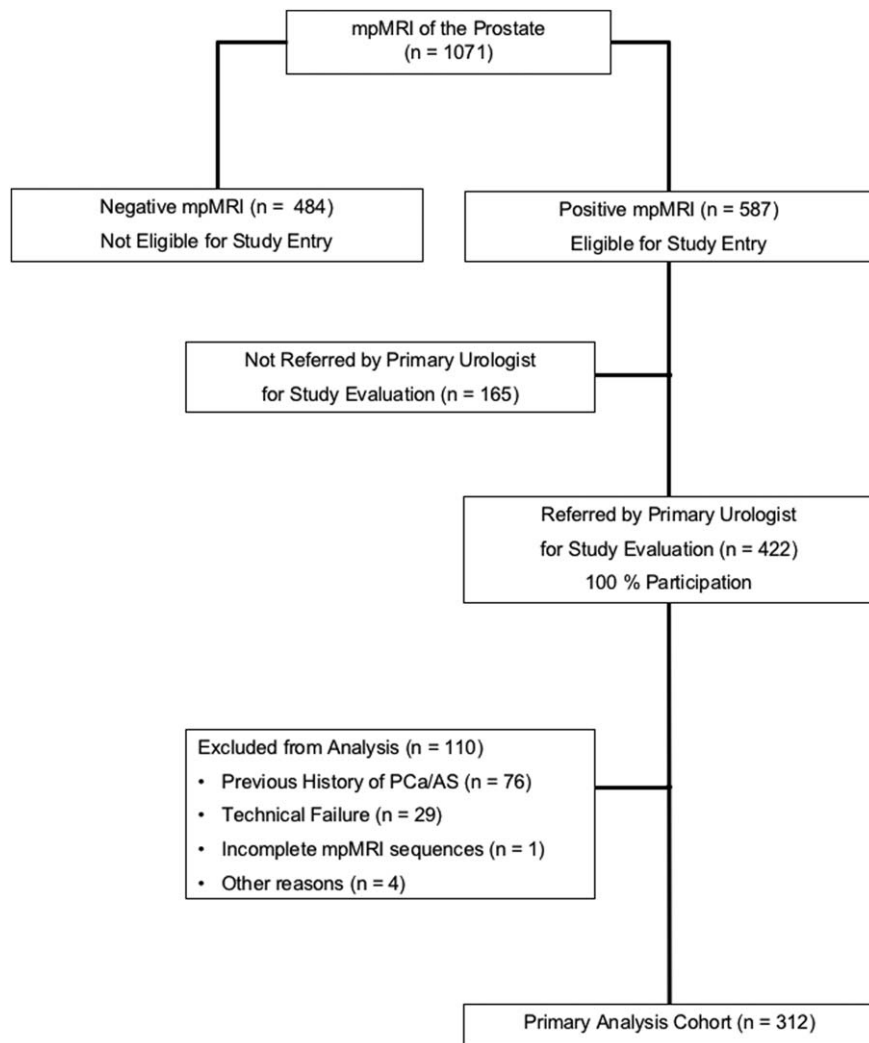 mpMRI of the Prostate
(n = 1071)
Negative mpMRI (n = 484)
Not Eligible for Study Entry
Positive mpMRI (n = 587)
Eligible for Study Entry
Not Referred by Primary Urologist
for Study Evaluation (n = 165)
Referred by Primary Urologist
for Study Evaluation (n = 422)
100 % Participation
Excluded from Analysis (n = 110)
• Previous History of PCa/AS (n = 76)
• Technical Failure (n = 29)
• Incomplete mpMRI sequences (n = 1)
• Other reasons (n = 4)
Primary Analysis Cohort (n = 312)